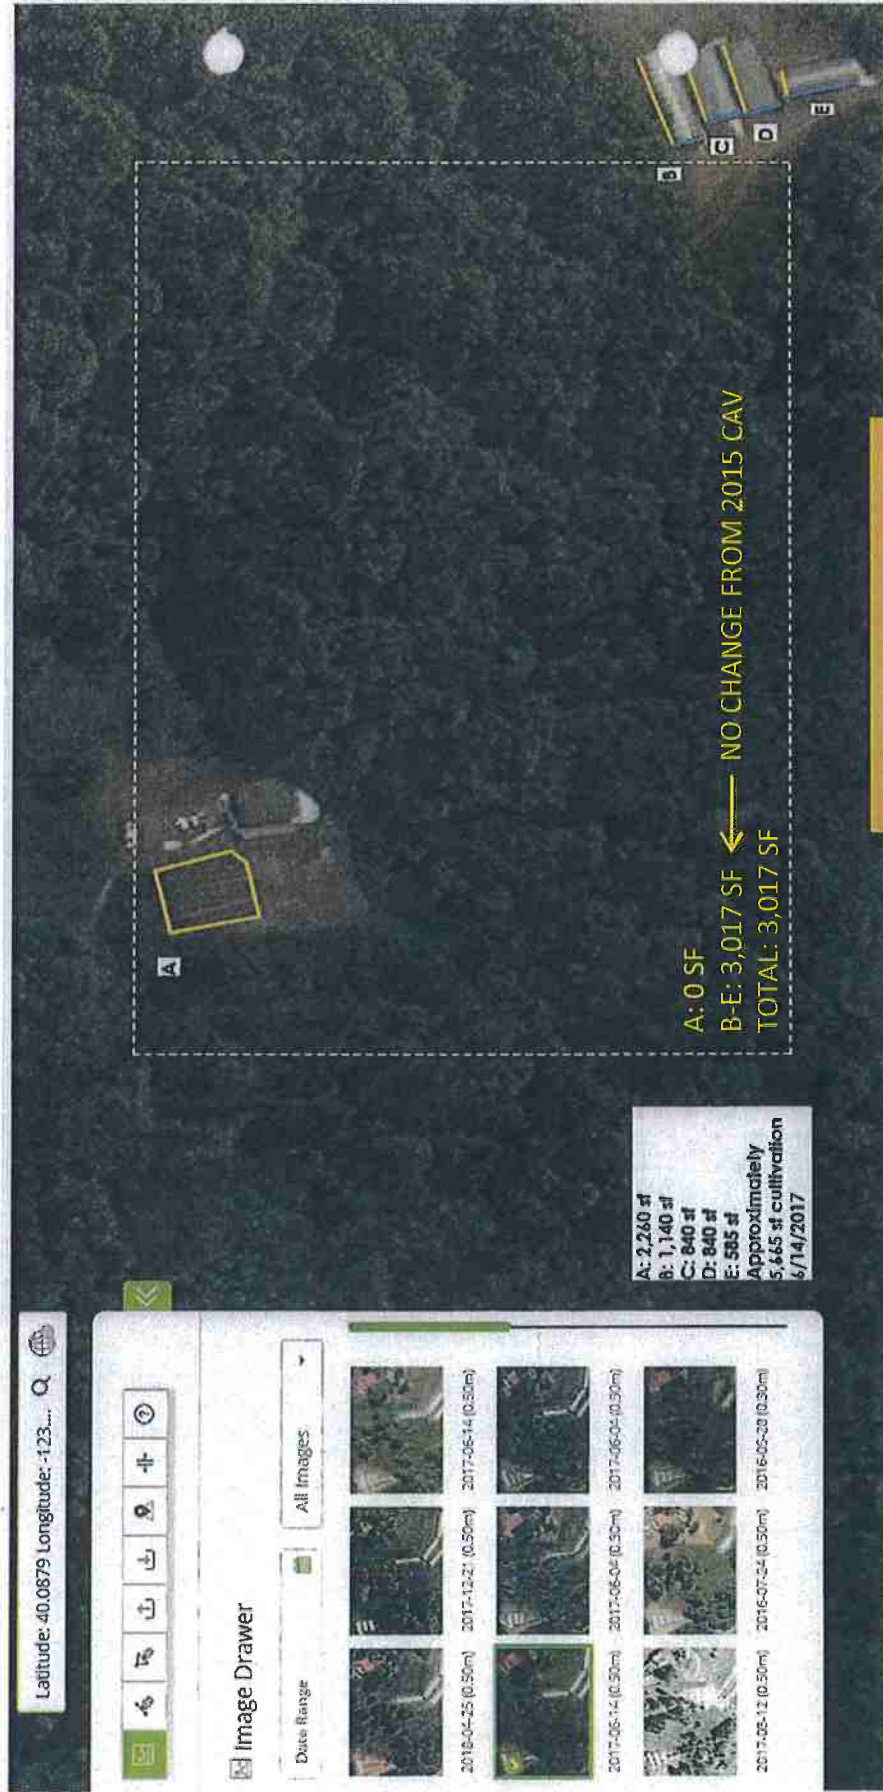 Latitude: 40.0879 Longitude: -123....
Image Drawer
Date Range
All Images
2018-04-25 (0.50m)
2017-12-21 (0.50m)
2017-06-14 (0.50m)
2017-06-14 (0.50m)
2017-06-04 (0.30m)
2017-06-04 (0.50m)
2017-03-12 (0.50m)
2016-07-24 (0.50m)
2016-05-28 (0.30m)
A: 2,260 sf
B: 1,140 sf
C: 840 sf
D: 840 sf
E: 585 sf
Approximately
5,665 sf cultivation
6/14/2017
A
A: 0 SF
B-E: 3,017 SF ← NO CHANGE FROM 2015 CAV
TOTAL: 3,017 SF
B
C
D
E